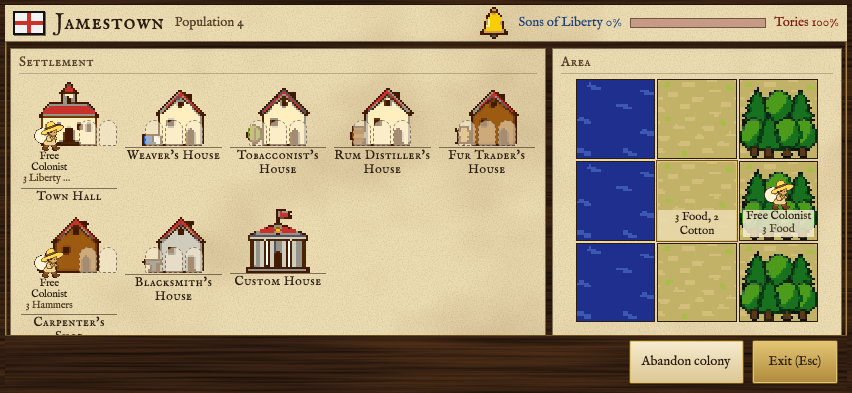 Jamestown Population 4 Sons of Liberty 0% Tories 100%
Settlement
Free
Colonist
3 Liberty ...
Town Hall
Weaver's House
Tobacconist's
House
Rum Distiller's
House
Fur Trader's
House
Free
Colonist
3 Hammers
Carpenter's
Shop
Blacksmith's
House
Custom House
Area
3 Food, 2
Cotton
Free Colonist
3 Food
Abandon colony
Exit (Esc)